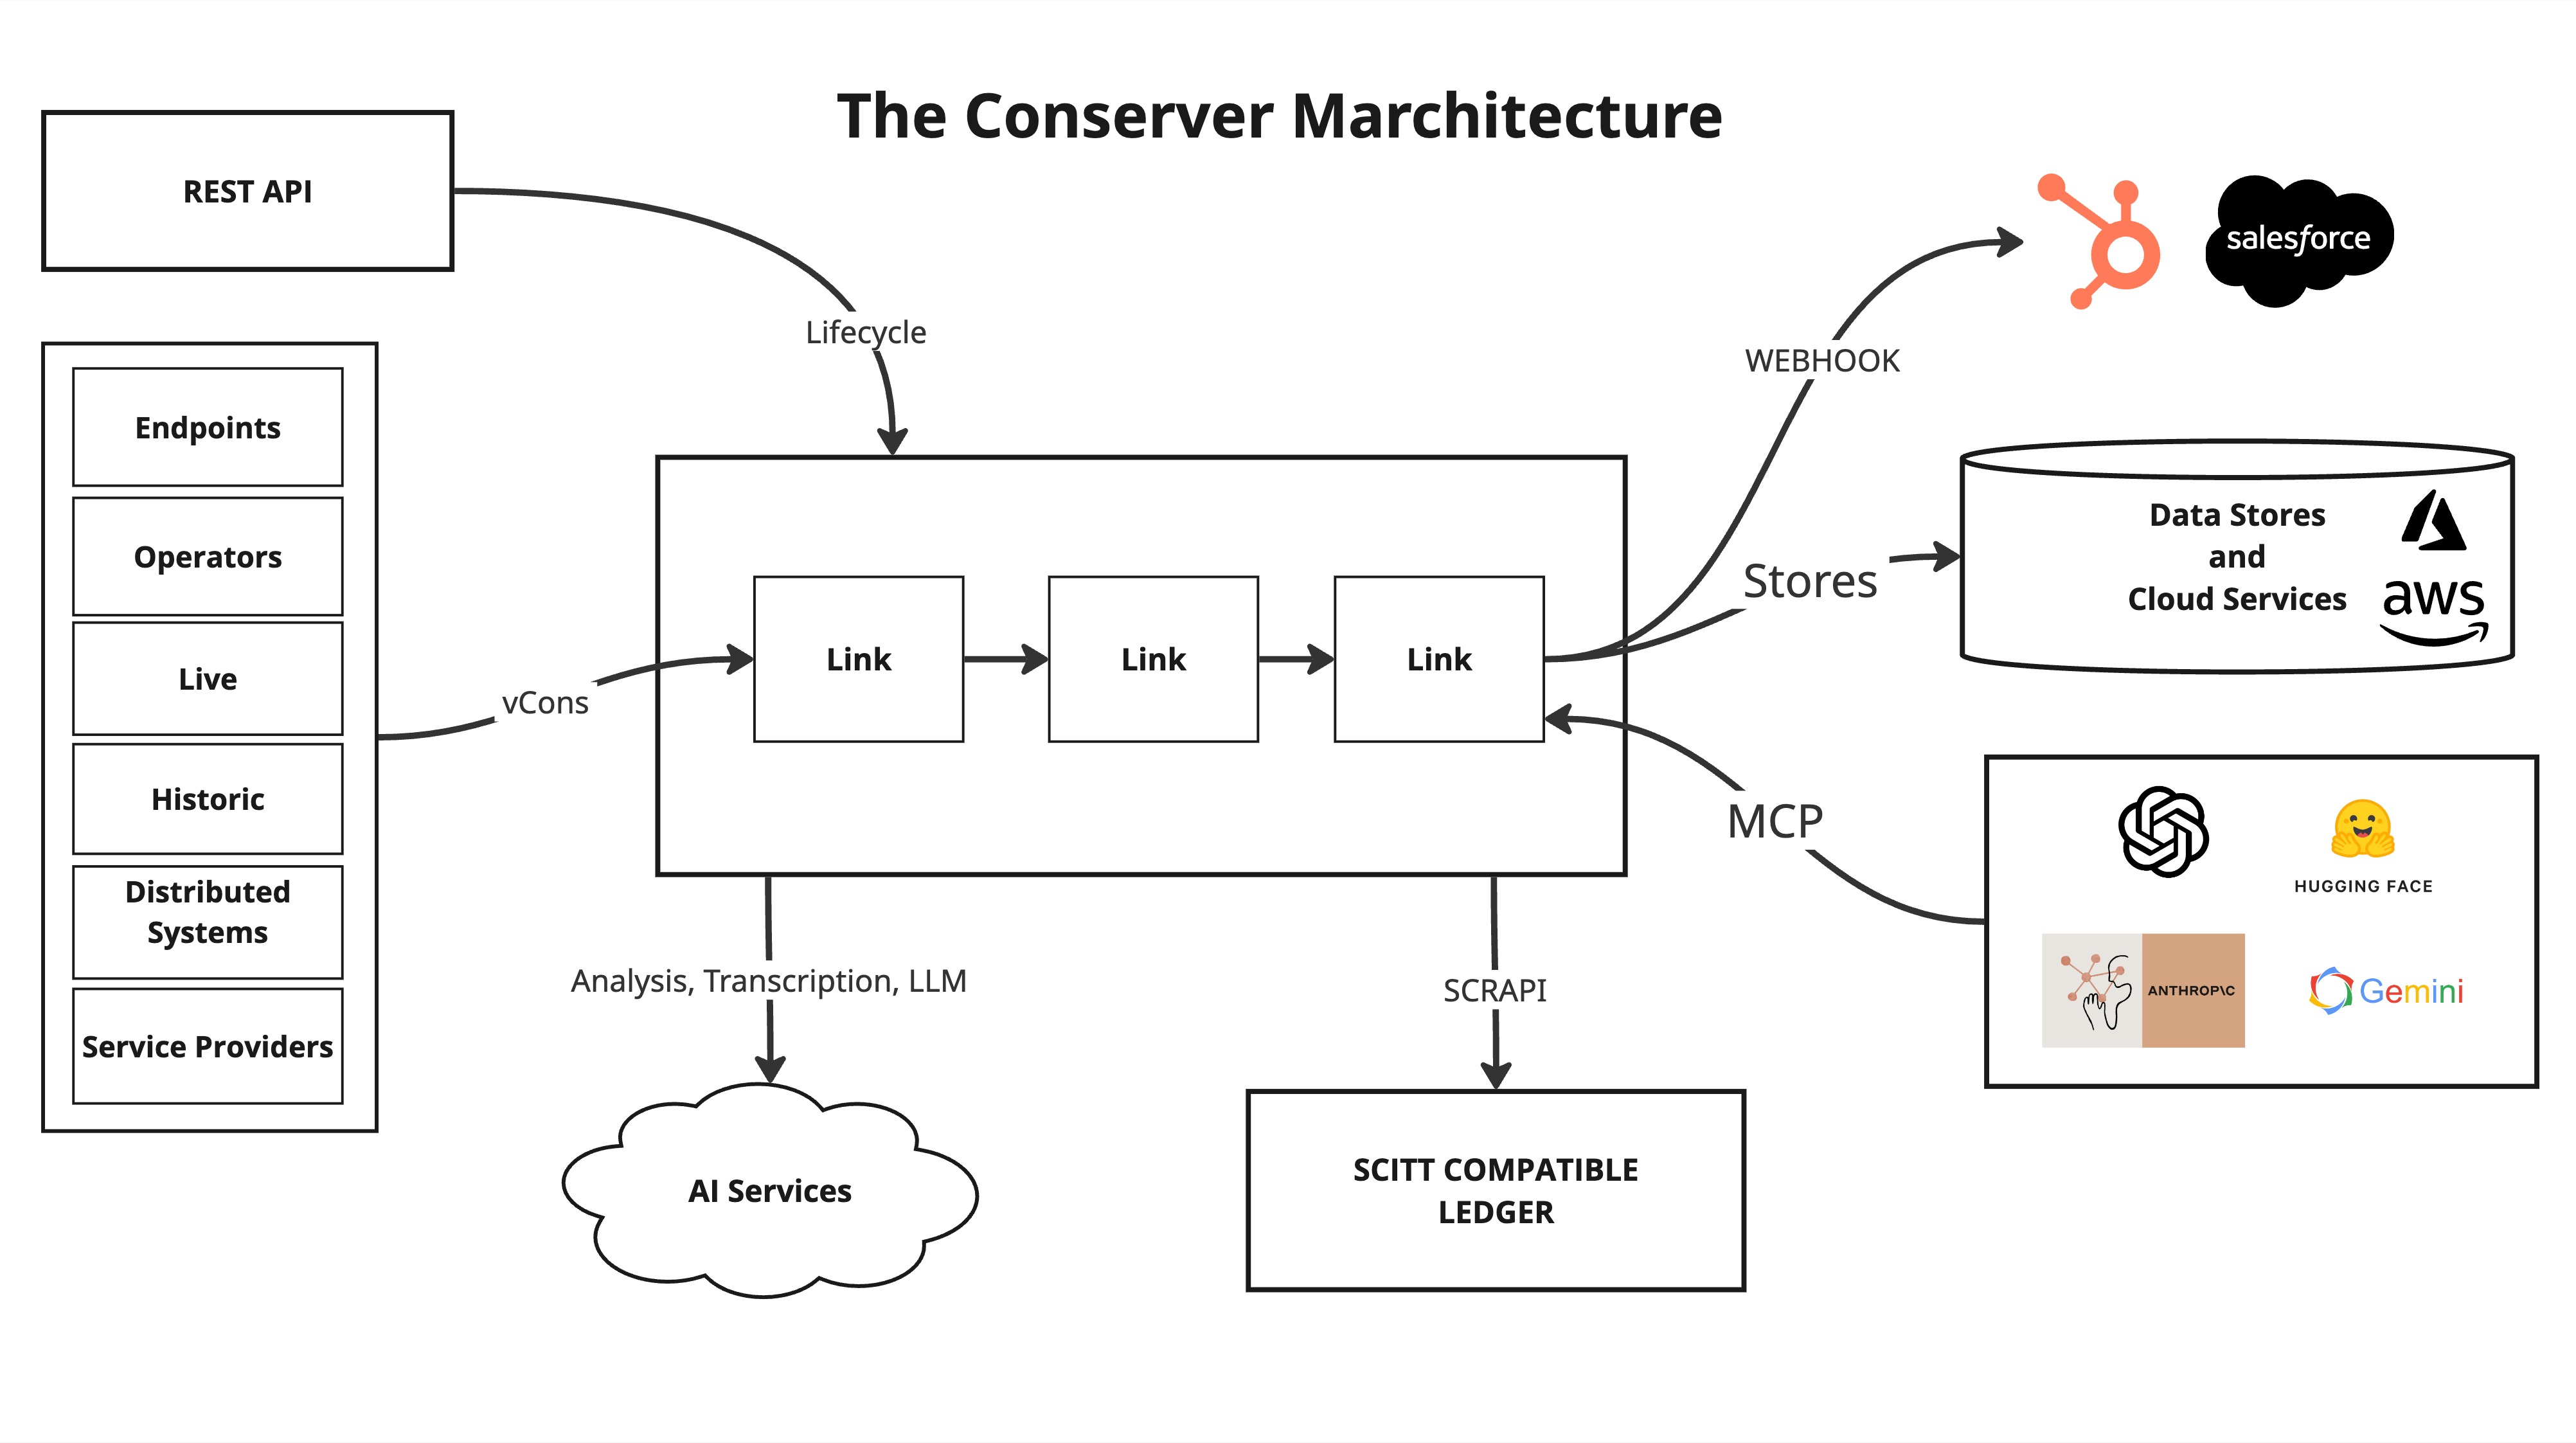 The Conserver Marchitecture
REST API
Lifecycle
salesforce
WEBHOOK
Endpoints
Operators
Live
Historic
Distributed
Systems
Service Providers
vCons
Link
Link
Link
Stores
Data Stores
and
Cloud Services
aws
MCP
HUGGING FACE
ANTHROP\C
Gemini
Analysis, Transcription, LLM
SCRAPI
AI Services
SCITT COMPATIBLE
LEDGER